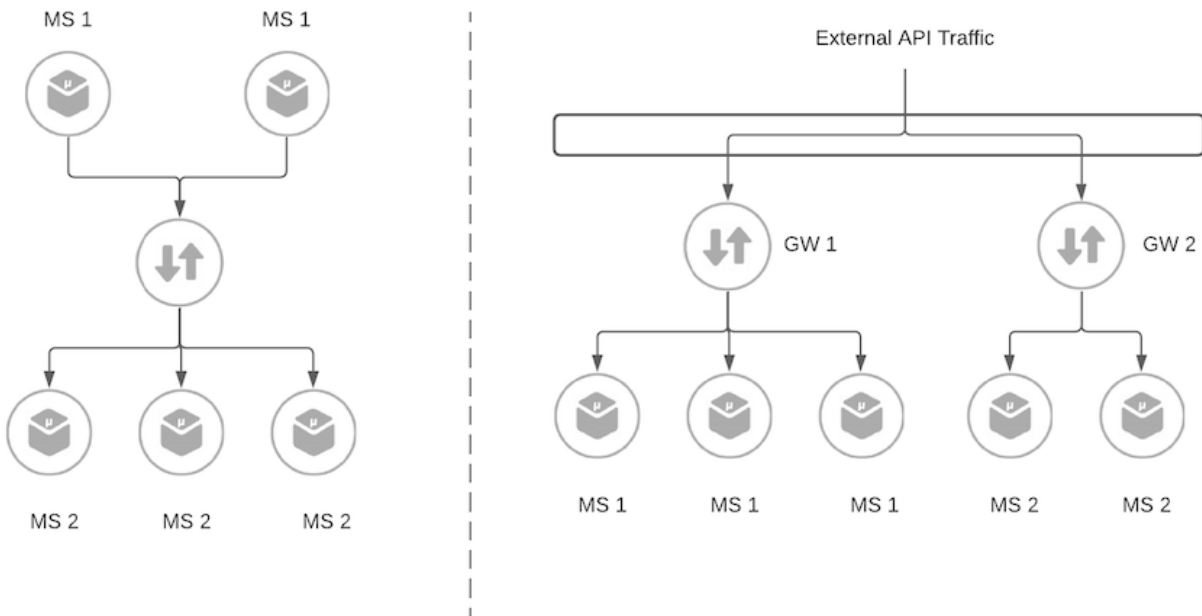 MS 1 MS 1
µ µ
µ µ µ
MS 2 MS 2 MS 2
External API Traffic
GW 1 GW 2
µ µ µ µ µ
MS 1 MS 1 MS 1 MS 2 MS 2